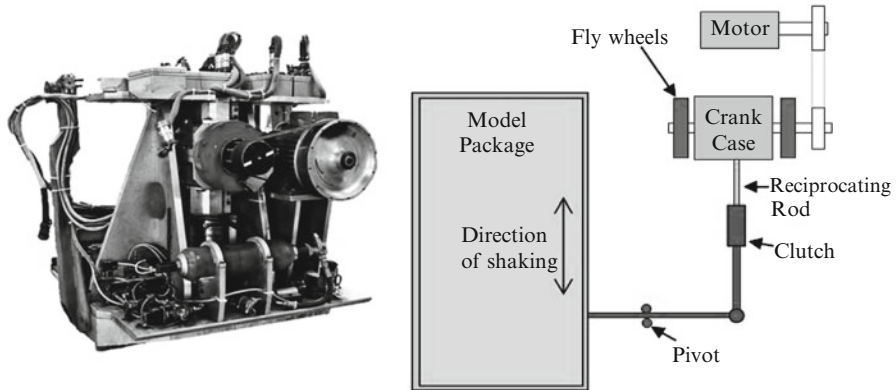 Motor
Fly wheels
Crank
Case
Model
Package
Reciprocating
Rod
Direction
of shaking
Clutch
Pivot